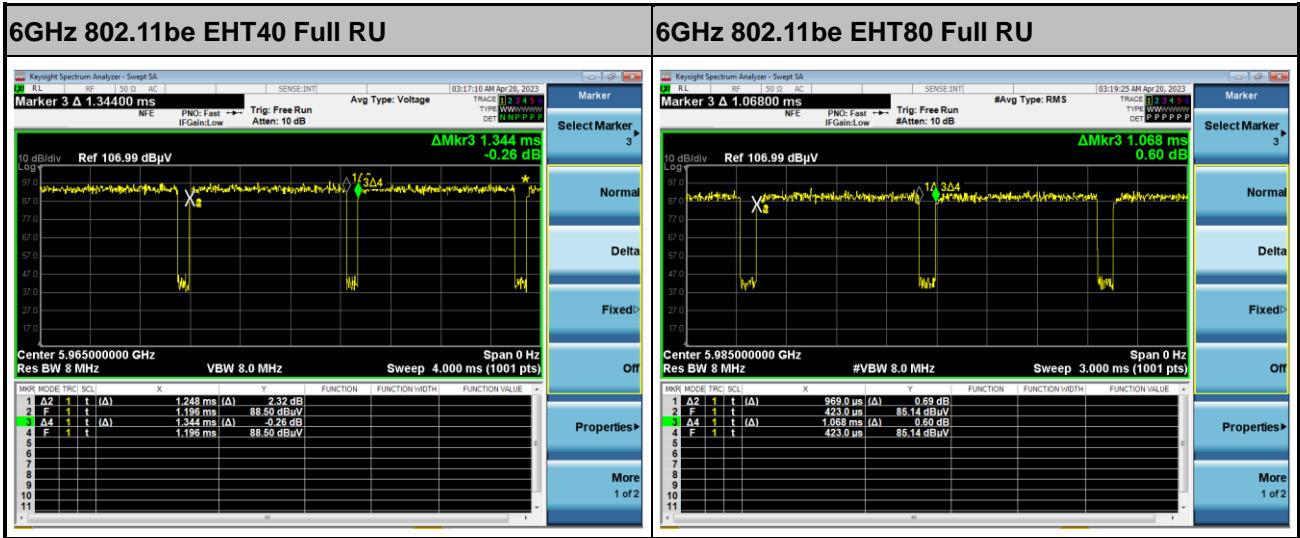 6GHz 802.11be EHT40 Full RU
Keysight Spectrum Analyzer - Swept SA
RL RF 50 Ω AC SENSE:INT 03:17:10 AM Apr 20, 2023
Marker 3 Δ 1.34400 ms
NFE PNO: Fast IFGain:Low
Trig: Free Run
Atten: 10 dB
Avg Type: Voltage
TRACE 1 2 3 4 5 6
TYPE
DET N N P P P P
ΔMkr3 1.344 ms
-0.26 dB
10 dB/div Ref 106.99 dBµV
Log
97.0
87.0
77.0
67.0
57.0
47.0
37.0
27.0
17.0
3Δ4
Center 5.965000000 GHz Span 0 Hz
Res BW 8 MHz VBW 8.0 MHz Sweep 4.000 ms (1001 pts)
MKR MODE TRC SCL X Y FUNCTION FUNCTION WIDTH FUNCTION VALUE
1 Δ2 1 t (Δ) 1.248 ms (Δ) 2.32 dB
2 F 1 t 1.196 ms 88.50 dBµV
3 Δ4 1 t (Δ) 1.344 ms (Δ) -0.26 dB
4 F 1 t 1.196 ms 88.50 dBµV
5
6
7
8
9
10
11
Marker
Select Marker
3
Normal
Delta
Fixed
Off
Properties
More
1 of 2
6GHz 802.11be EHT80 Full RU
Keysight Spectrum Analyzer - Swept SA
RL RF 50 Ω AC SENSE:INT 03:19:25 AM Apr 20, 2023
Marker 3 Δ 1.06800 ms
NFE PNO: Fast IFGain:Low
Trig: Free Run
#Atten: 10 dB
#Avg Type: RMS
TRACE 1 2 3 4 5 6
TYPE
DET P P P P P P
ΔMkr3 1.068 ms
0.60 dB
10 dB/div Ref 106.99 dBµV
Log
97.0
87.0
77.0
67.0
57.0
47.0
37.0
27.0
17.0
3Δ4
Center 5.985000000 GHz Span 0 Hz
Res BW 8 MHz #VBW 8.0 MHz Sweep 3.000 ms (1001 pts)
MKR MODE TRC SCL X Y FUNCTION FUNCTION WIDTH FUNCTION VALUE
1 Δ2 1 t (Δ) 969.0 µs (Δ) 0.69 dB
2 F 1 t 423.0 µs 85.14 dBµV
3 Δ4 1 t (Δ) 1.068 ms (Δ) 0.60 dB
4 F 1 t 423.0 µs 85.14 dBµV
5
6
7
8
9
10
11
Marker
Select Marker
3
Normal
Delta
Fixed
Off
Properties
More
1 of 2